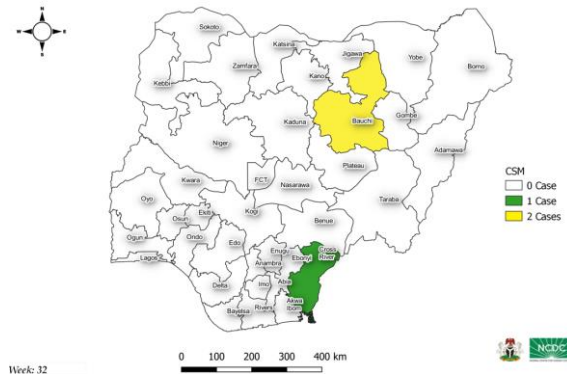 Sokoto
Katsina
Jigawa
Yobe
Borno
Zamfara
Kano
Kebbi
Kaduna
Bauchi
Gombe
Adamawa
Niger
Plateau
FCT
Nasarawa
Kwara
Taraba
Oyo
Kogi
Benue
Ekiti
Osun
Ogun
Ondo
Edo
Enugu
Ebonyi
Cross
River
Lagos
Anambra
Delta
Imo
Abia
Akwa
Ibom
Bayelsa
Rivers
CSM
0 Case
1 Case
2 Cases
Week: 32
0 100 200 300 400 km
NCDC